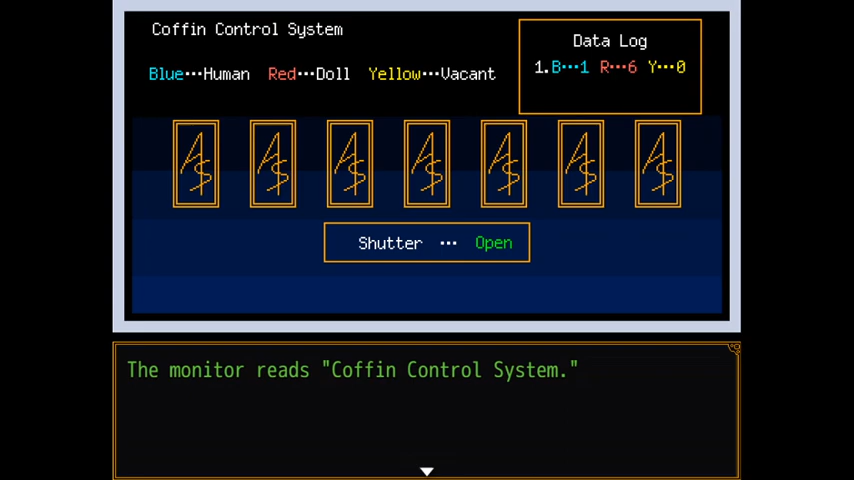 Coffin Control System
Blue…Human Red…Doll Yellow…Vacant
Data Log
1.B…1 R…6 Y…0
Shutter … Open
The monitor reads "Coffin Control System."